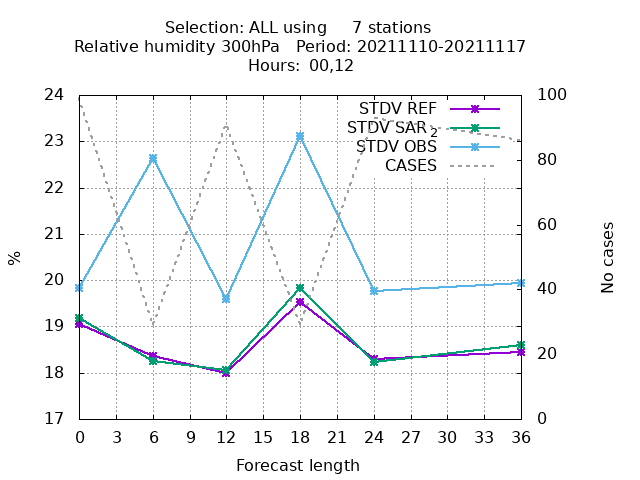 Selection: ALL using     7 stations
Relative humidity 300hPa   Period: 20211110-20211117
Hours: 00,12
24 100
STDV REF
STDV SAR 2
23
STDV OBS
80
CASES
22
21 60
%
No cases
20 40
19
20
18
17 0
0 3 6 9 12 15 18 21 24 27 30 33 36
Forecast length